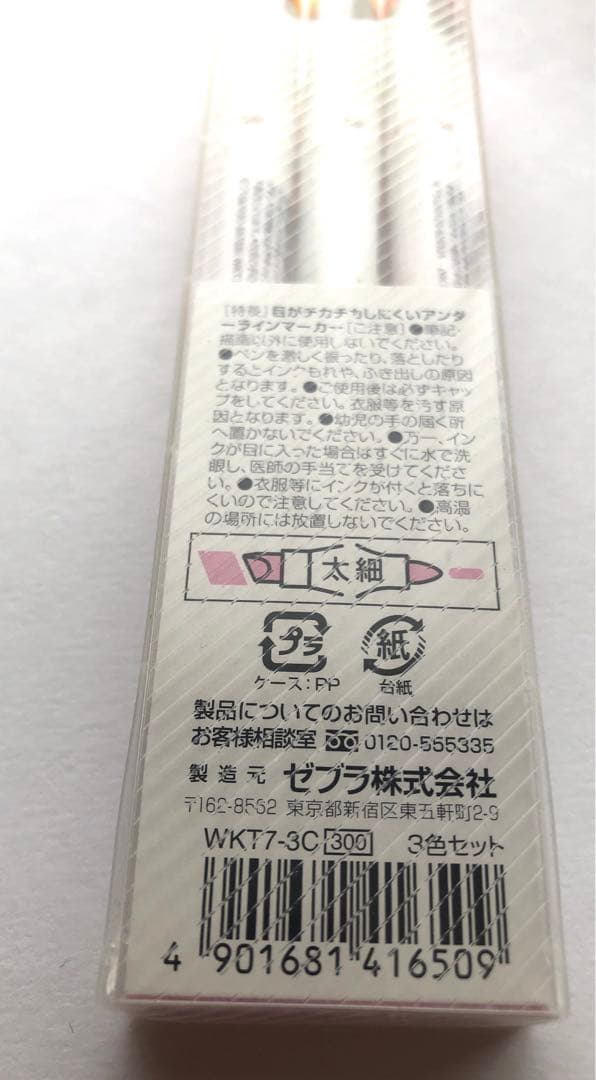 [特長]目がチカチカしにくいアンダ
ーラインマーカー[ご注意]●筆記・
描画以外に使用しないでください。
●ペンを激しく振ったり、落としたり
するとインクもれや、ふき出しの原因
となります。●ご使用後は必ずキャッ
プをしてください。衣服等を汚す原
因となります。●幼児の手の届く所
へ置かないでください。●万一、イン
クが目に入った場合はすぐに水で洗
眼し、医師の手当てを受けてくださ
い。●衣服等にインクが付くと落ちに
くいので注意してください。●高温
の場所には放置しないでください。
太 細
プラ 紙
ケース:PP 台紙
製品についてのお問い合わせは
お客様相談室 0120-555335
製造元 ゼブラ株式会社
〒162-8562 東京都新宿区東五軒町2-9
WKT7-3C 300 3色セット
4 901681 416509